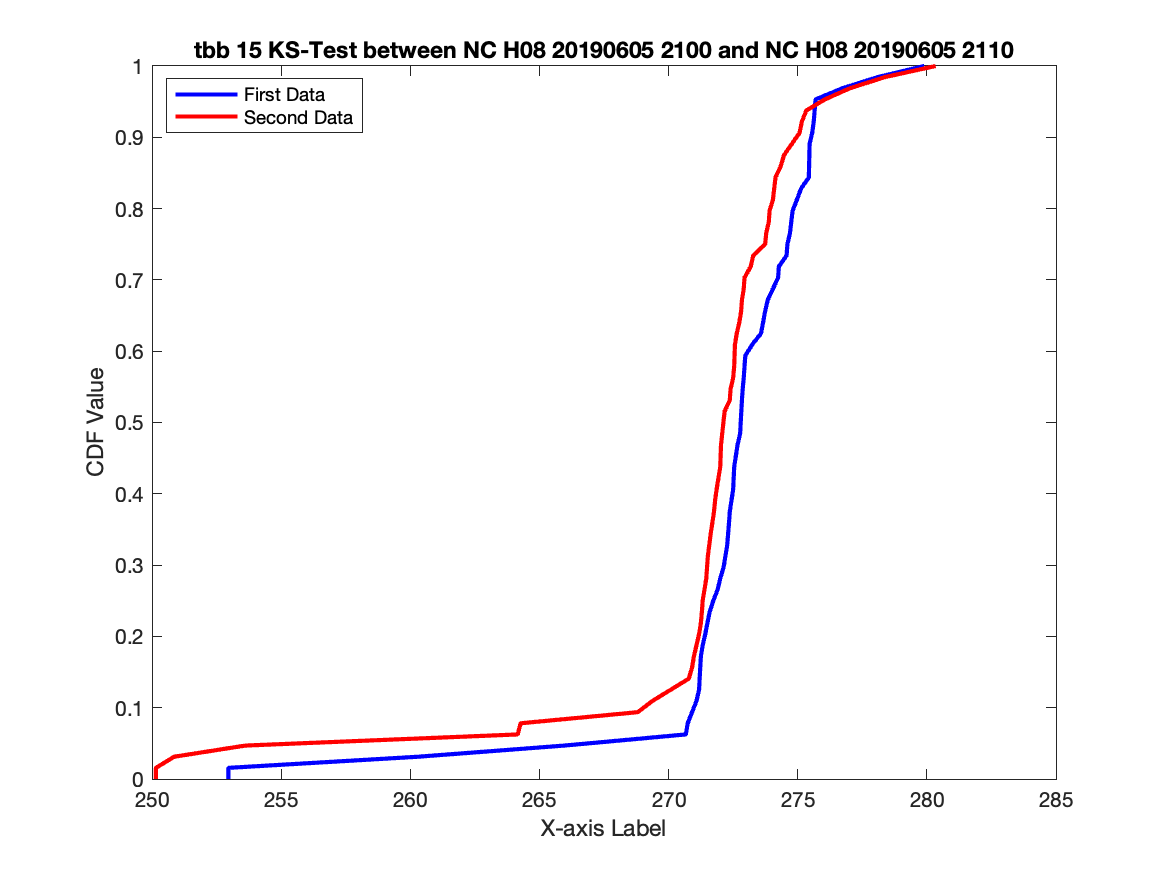 tbb 15 KS-Test between NC H08 20190605 2100 and NC H08 20190605 2110
First Data
Second Data
1
0.9
0.8
0.7
0.6
0.5
0.4
0.3
0.2
0.1
0
CDF Value
250 255 260 265 270 275 280 285
X-axis Label